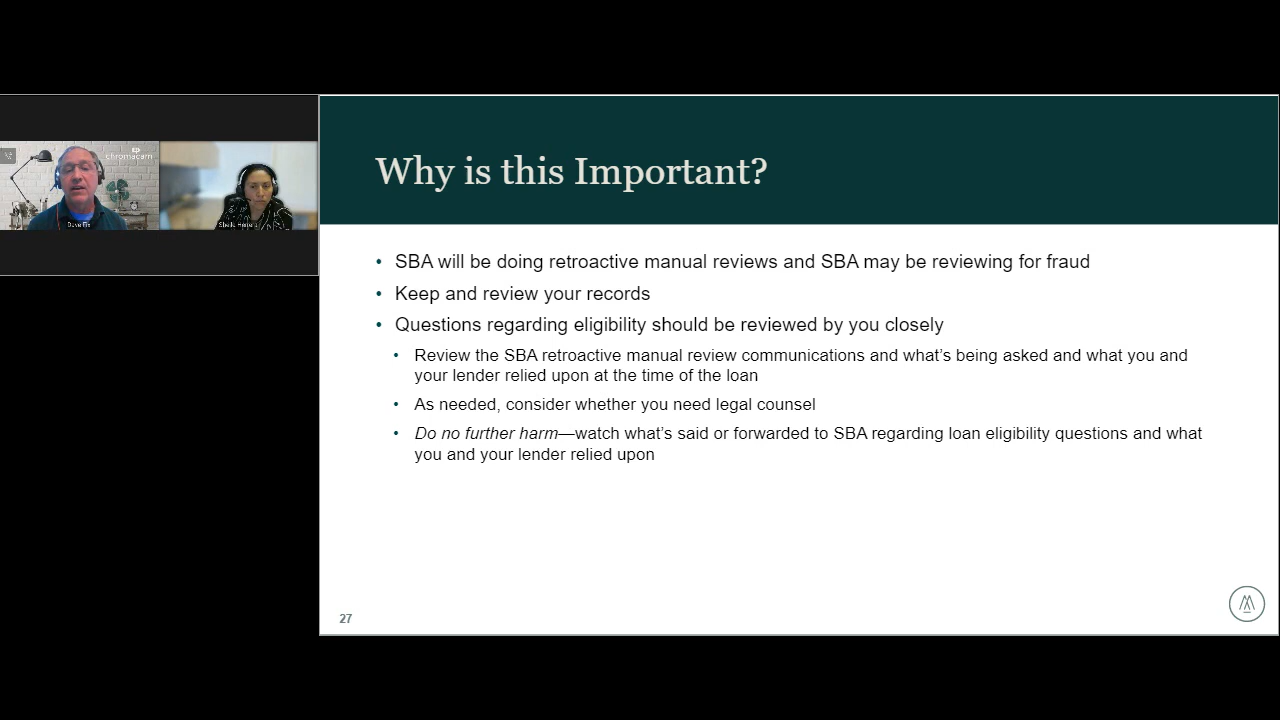 chromacam
Dave Fix
Why is this Important?
• SBA will be doing retroactive manual reviews and SBA may be reviewing for fraud
• Keep and review your records
• Questions regarding eligibility should be reviewed by you closely
• Review the SBA retroactive manual review communications and what’s being asked and what you and
your lender relied upon at the time of the loan
• As needed, consider whether you need legal counsel
• Do no further harm—watch what’s said or forwarded to SBA regarding loan eligibility questions and what
you and your lender relied upon
27